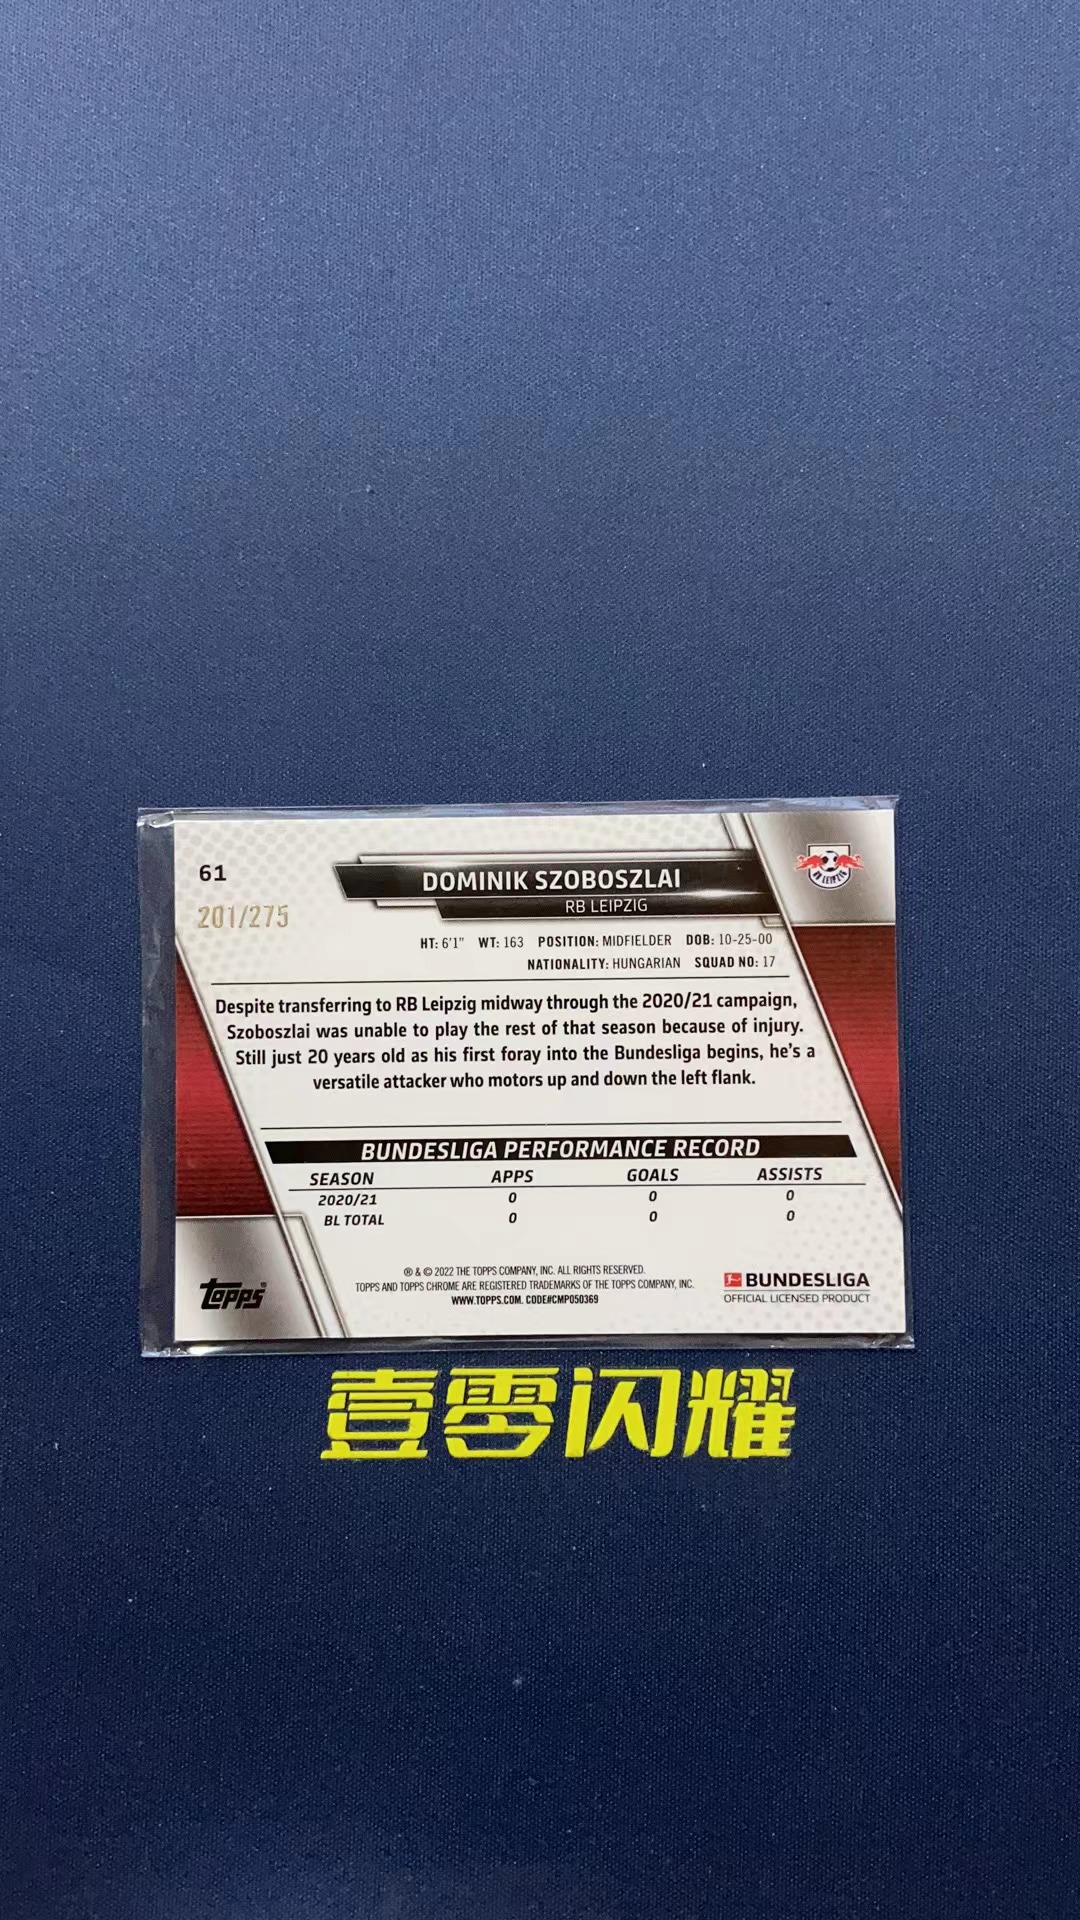 61
201/275
DOMINIK SZOBOSZLAI
RB LEIPZIG
RB LEIPZIG
HT: 6'1" WT: 163 POSITION: MIDFIELDER DOB: 10-25-00
NATIONALITY: HUNGARIAN SQUAD NO: 17
Despite transferring to RB Leipzig midway through the 2020/21 campaign,
Szoboszlai was unable to play the rest of that season because of injury.
Still just 20 years old as his first foray into the Bundesliga begins, he's a
versatile attacker who motors up and down the left flank.
BUNDESLIGA PERFORMANCE RECORD
SEASON APPS GOALS ASSISTS
2020/21 0 0 0
BL TOTAL 0 0 0
® & © 2022 THE TOPPS COMPANY, INC. ALL RIGHTS RESERVED.
TOPPS AND TOPPS CHROME ARE REGISTERED TRADEMARKS OF THE TOPPS COMPANY, INC.
WWW.TOPPS.COM. CODE#CMP050369
topps®
BUNDESLIGA
OFFICIAL LICENSED PRODUCT
壹零闪耀